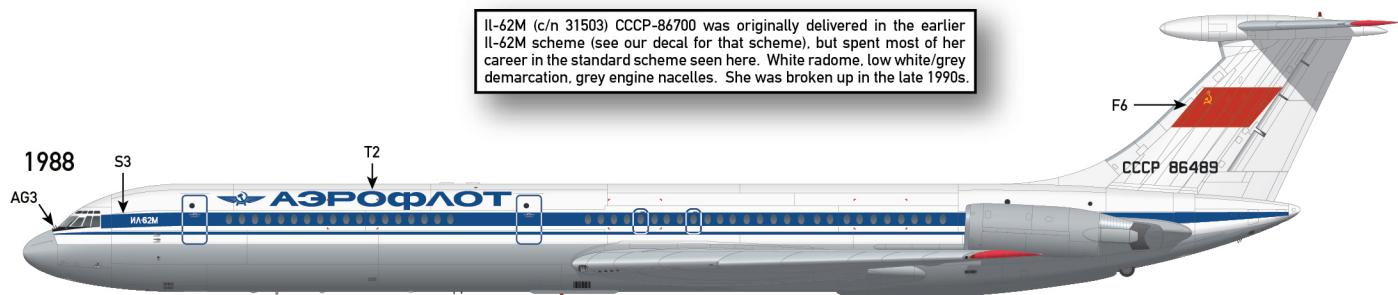 Il-62M (c/n 31503) CCCP-86700 was originally delivered in the earlier
Il-62M scheme (see our decal for that scheme), but spent most of her
career in the standard scheme seen here. White radome, low white/grey
demarcation, grey engine nacelles. She was broken up in the late 1990s.
F6
1988
S3
T2
СССР 86489
AG3
АЭРОФЛОТ
ИЛ-62М